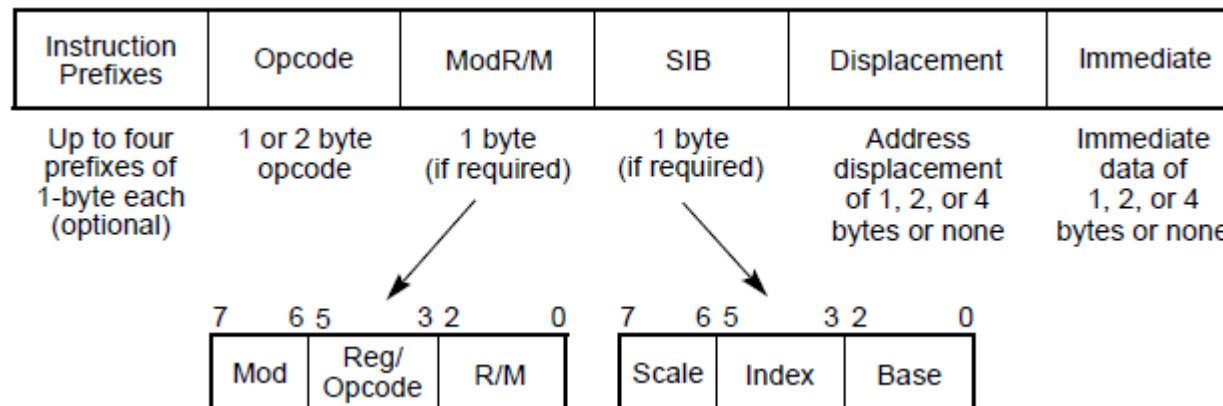 Instruction Prefixes
Opcode
ModR/M
SIB
Displacement
Immediate
Up to four
prefixes of
1-byte each
(optional)
1 or 2 byte
opcode
1 byte
(if required)
1 byte
(if required)
Address
displacement
of 1, 2, or 4
bytes or none
Immediate
data of
1, 2, or 4
bytes or none
7 6 5 3 2 0
Mod
Reg/
Opcode
R/M
7 6 5 3 2 0
Scale
Index
Base